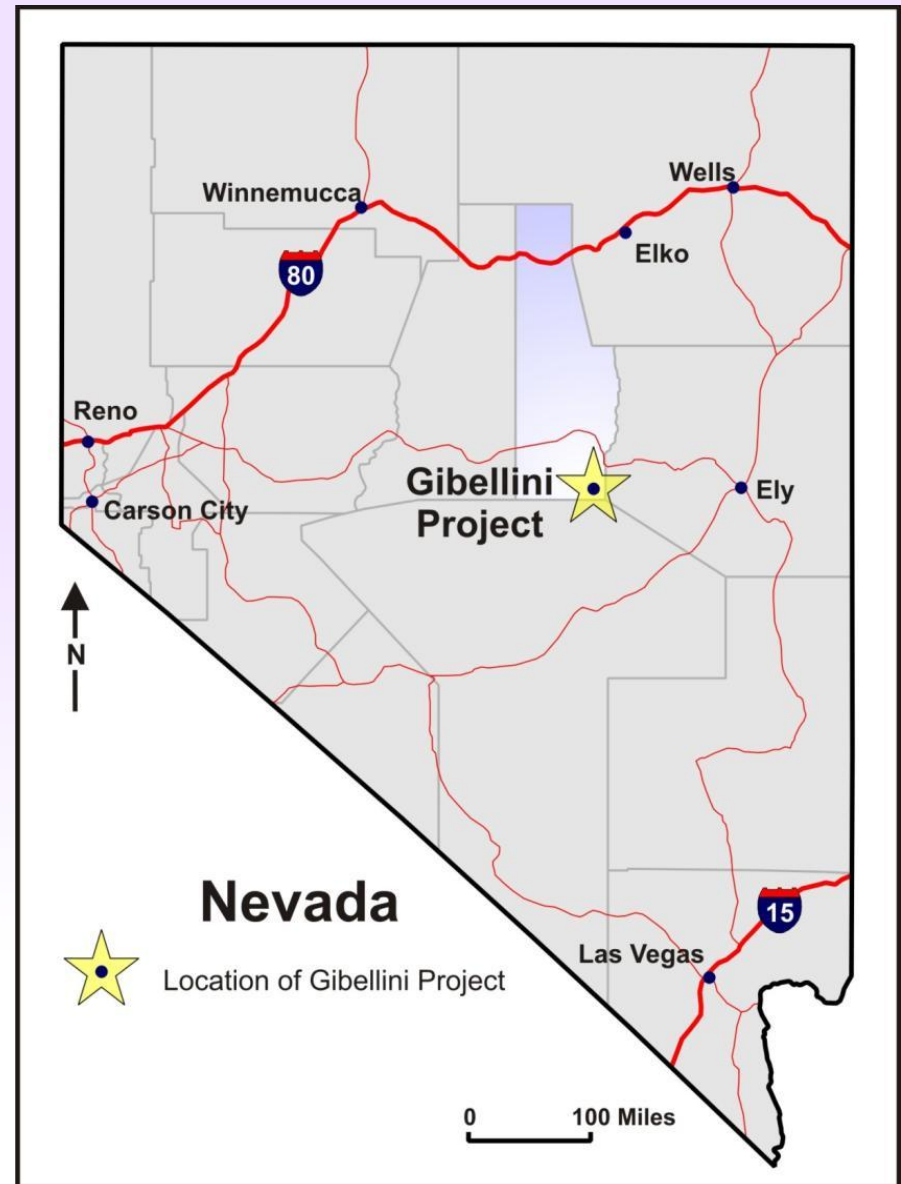 Winnemucca
Wells
Elko
80
Reno
Carson City
Gibellini
Project
Ely
N
Nevada
Location of Gibellini Project
15
Las Vegas
0 100 Miles